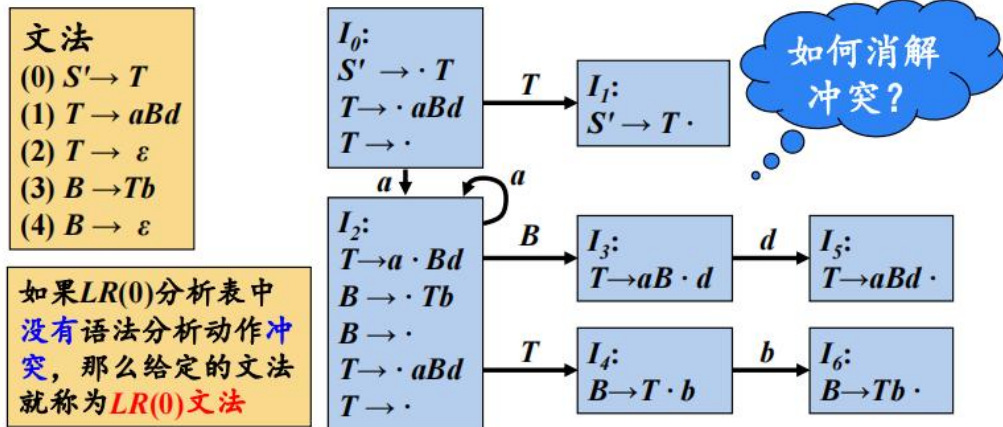 文法
(0) S'→ T
(1) T → aBd
(2) T → ε
(3) B →Tb
(4) B → ε
如果LR(0)分析表中
没有语法分析动作冲
突，那么给定的文法
就称为LR(0)文法
I0:
S' → · T
T→ · aBd
T→ ·
T
I1:
S' → T ·
如何消解
冲突？
a
a
I2:
T→a · Bd
B → · Tb
B → ·
T→ · aBd
T → ·
B
I3:
T→aB · d
d
I5:
T→aBd ·
T
I4:
B→T · b
b
I6:
B→Tb ·